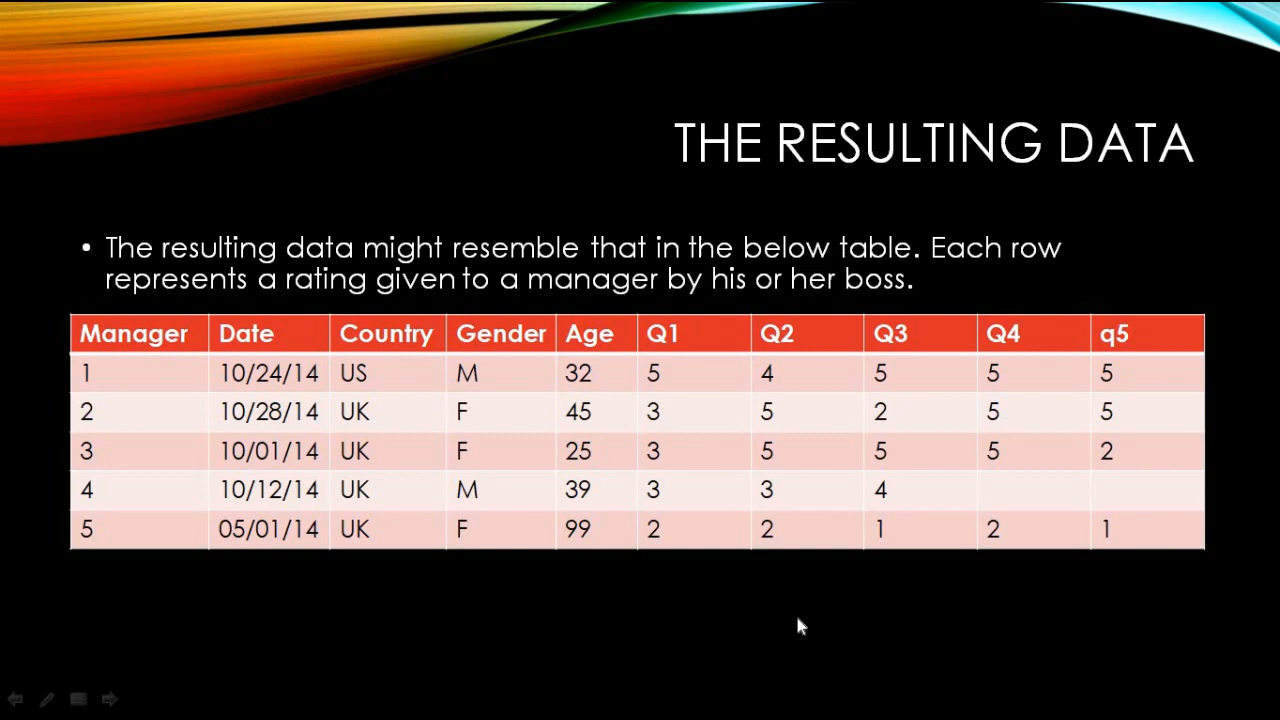 THE RESULTING DATA
• The resulting data might resemble that in the below table. Each row
represents a rating given to a manager by his or her boss.
Manager Date Country Gender Age Q1 Q2 Q3 Q4 q5
1 10/24/14 US M 32 5 4 5 5 5
2 10/28/14 UK F 45 3 5 2 5 5
3 10/01/14 UK F 25 3 5 5 5 2
4 10/12/14 UK M 39 3 3 4
5 05/01/14 UK F 99 2 2 1 2 1